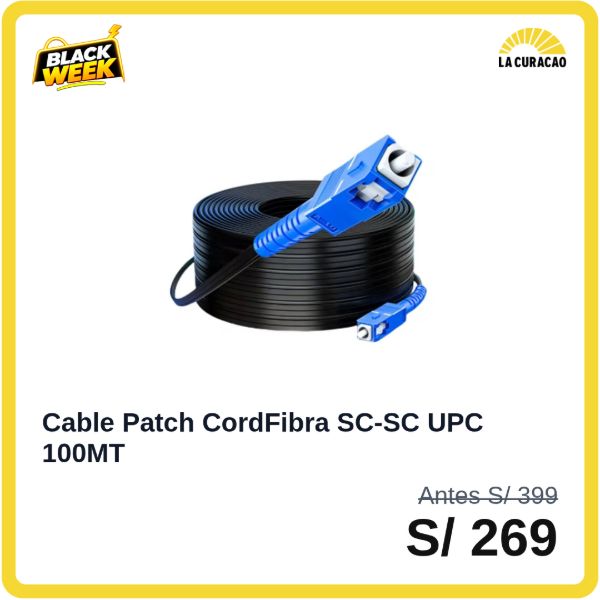 BLACK
WEEK
LA CURACAO
Cable Patch CordFibra SC-SC UPC
100MT
Antes S/ 399
S/ 269